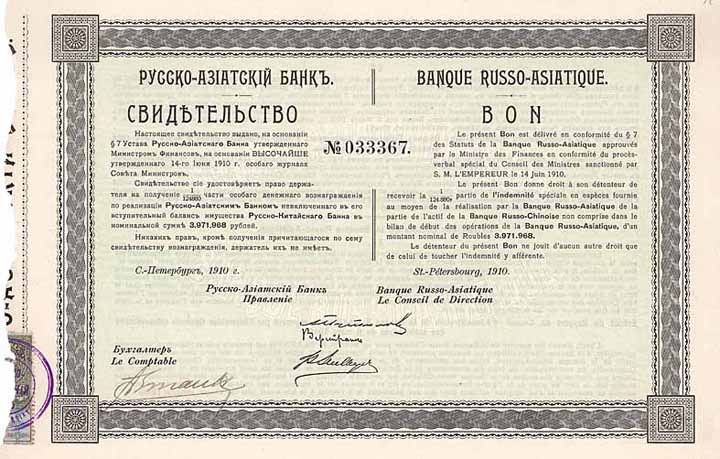 РУССКО-АЗІАТСКІЙ БАНКЪ.
СВИДѢТЕЛЬСТВО
Настоящее свидѣтельство выдано, на основаніи
§ 7 Устава Русско-Азіатскаго Банка утвержденнаго
Министромъ Финансовъ, на основаніи ВЫСОЧАЙШЕ
утвержденнаго 14-го іюня 1910 г. особаго журнала
Совѣта Министровъ.
Свидѣтельство сіе удостовѣряетъ право держа-
теля на полученіе 1/124880 части особаго денежнаго вознагражденія
по реализаціи Русско-Азіатскимъ Банкомъ невключеннаго въ его
вступительный балансъ имущества Русско-Китайскаго Банка въ
номинальной суммѣ 3.971.968 рублей.
Никакихъ правъ, кромѣ полученія причитающагося по сему
свидѣтельству вознагражденія, держатель ихъ не имѣетъ.
С.-Петербургъ, 1910 г.
Русско-Азіатскій Банкъ
Правленіе
№ 033367.
BANQUE RUSSO-ASIATIQUE.
BON
Le présent Bon est délivré en conformité du § 7
des Statuts de la Banque Russo-Asiatique approuvés
par le Ministre des Finances en conformité du procès-
verbal spécial du Conseil des Ministres sanctionné par
S. M. L'EMPEREUR le 14 Juin 1910.
Le présent Bon donne droit à son détenteur de
recevoir la 1/124.880e partie de l'indemnité spéciale en espèces fournie
au moyen de la réalisation par la Banque Russo-Asiatique de la
partie de l'actif de la Banque Russo-Chinoise non comprise dans le
bilan de début des opérations de la Banque Russo-Asiatique, d'un
montant nominal de Roubles 3.971.968.
Le détenteur du présent Bon ne jouit d'aucun autre droit que
de celui de toucher l'indemnité y afférente.
St.-Pétersbourg, 1910.
Banque Russo-Asiatique
Le Conseil de Direction
Бухгалтеръ
Le Comptable